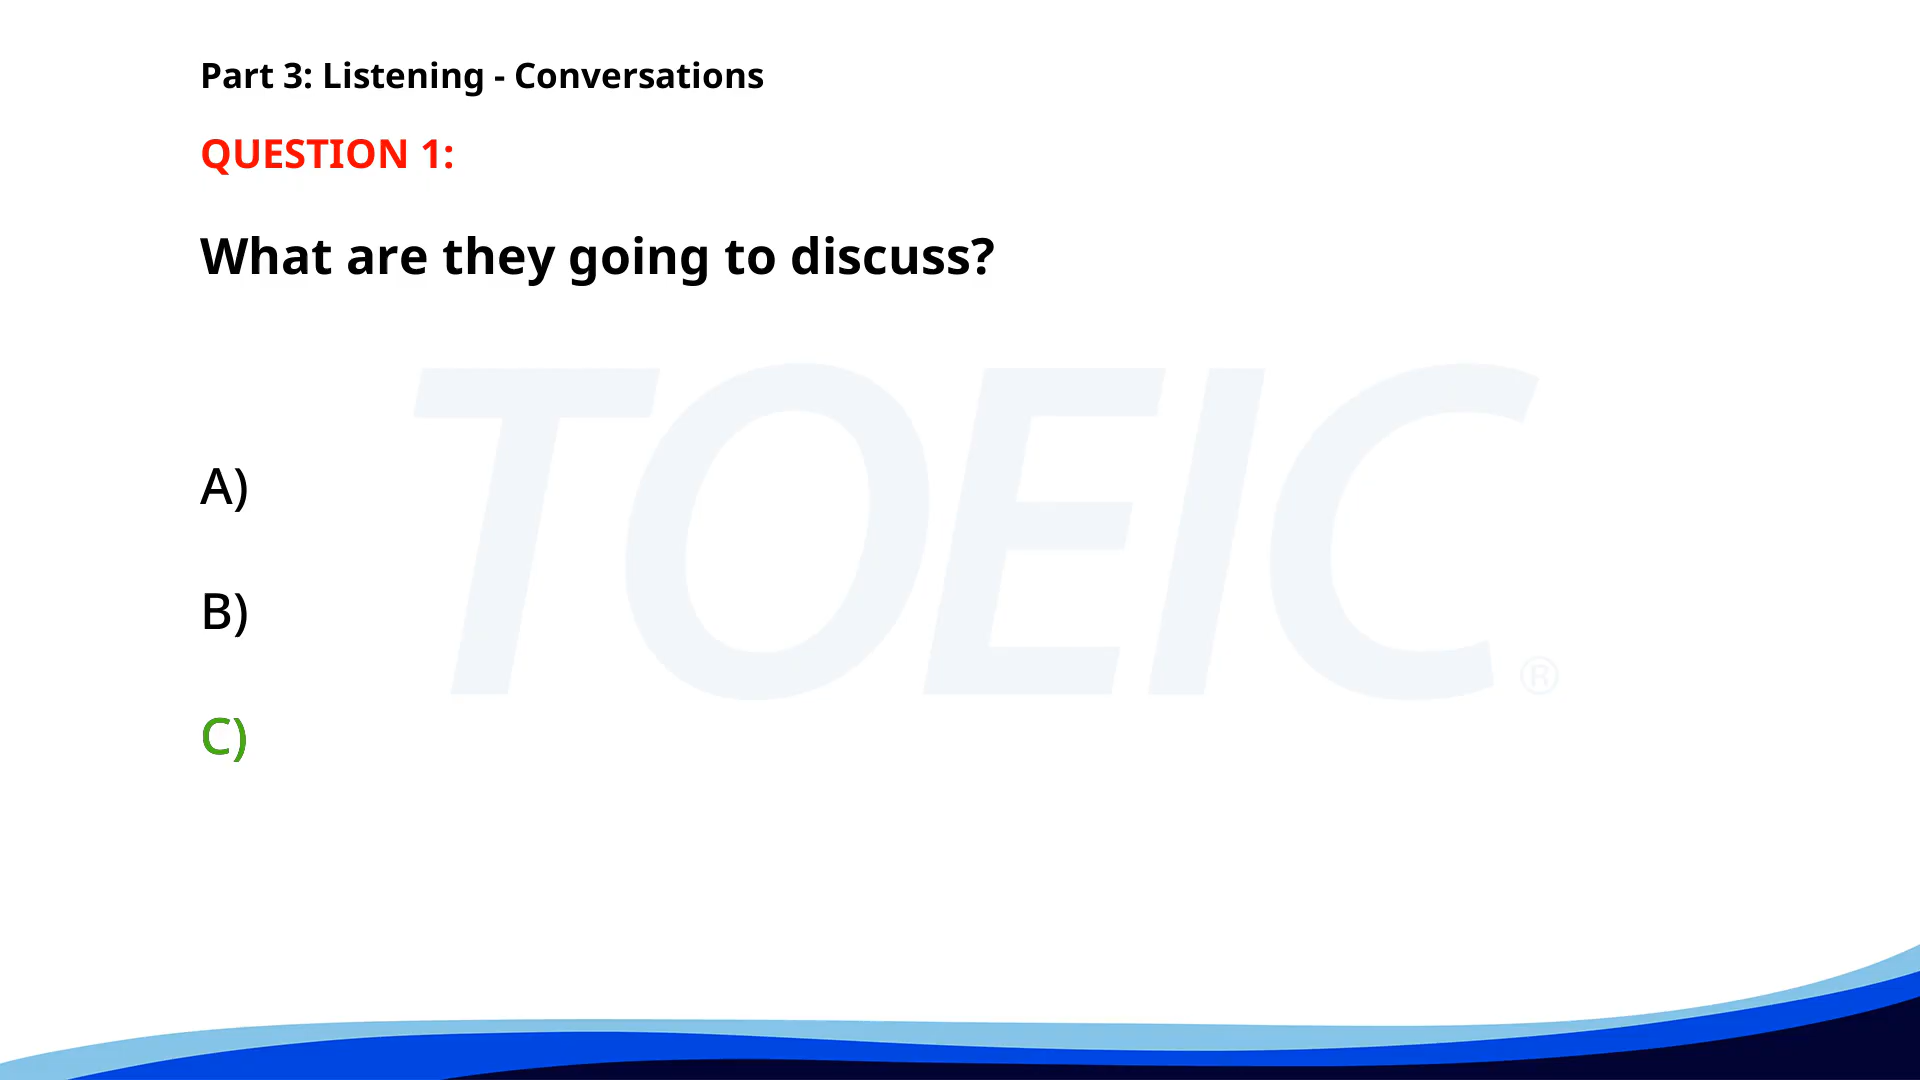 Part 3: Listening - Conversations
QUESTION 1:
What are they going to discuss?
TOEIC®
A)
B)
C)